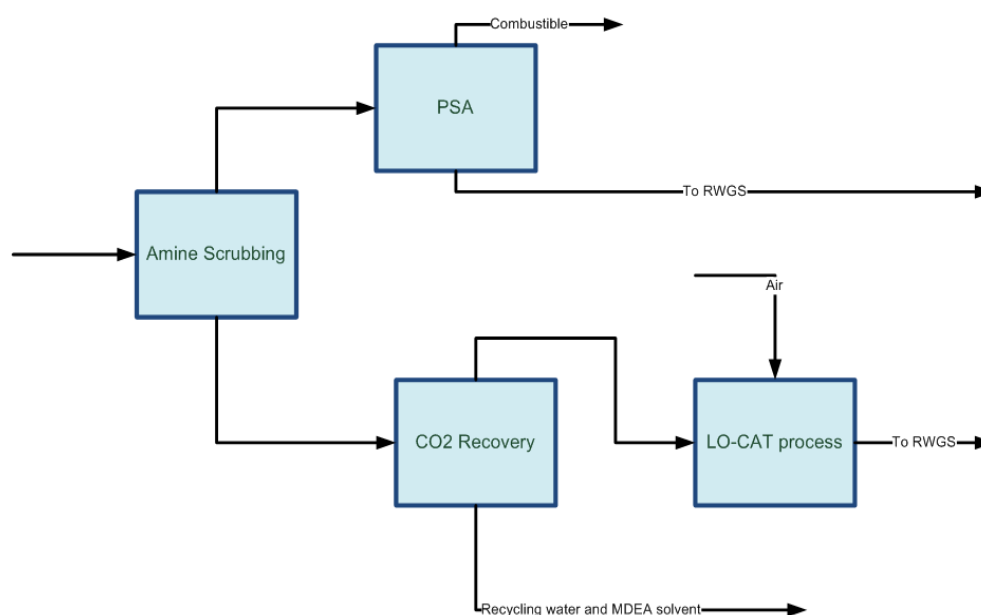 Combustible
PSA
To RWGS
Amine Scrubbing
Air
CO2 Recovery
LO-CAT process
To RWGS
Recycling water and MDEA solvent